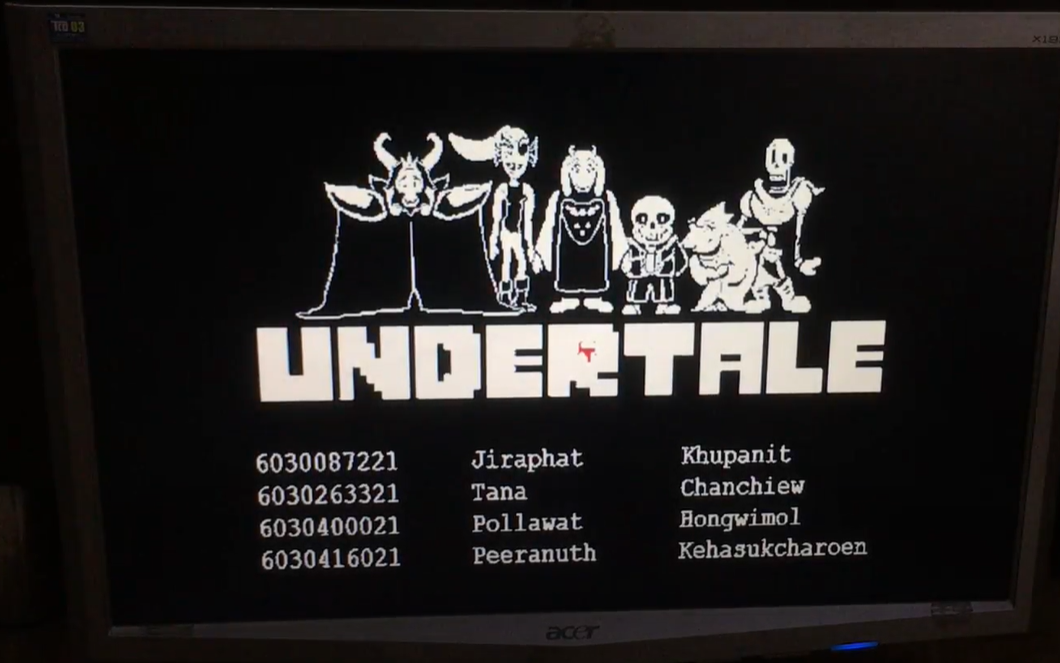 UNDERTALE
6030087221 Jiraphat Khupanit
6030263321 Tana Chanchiew
6030400021 Pollawat Hongwimol
6030416021 Peeranuth Kehasukcharoen
acer